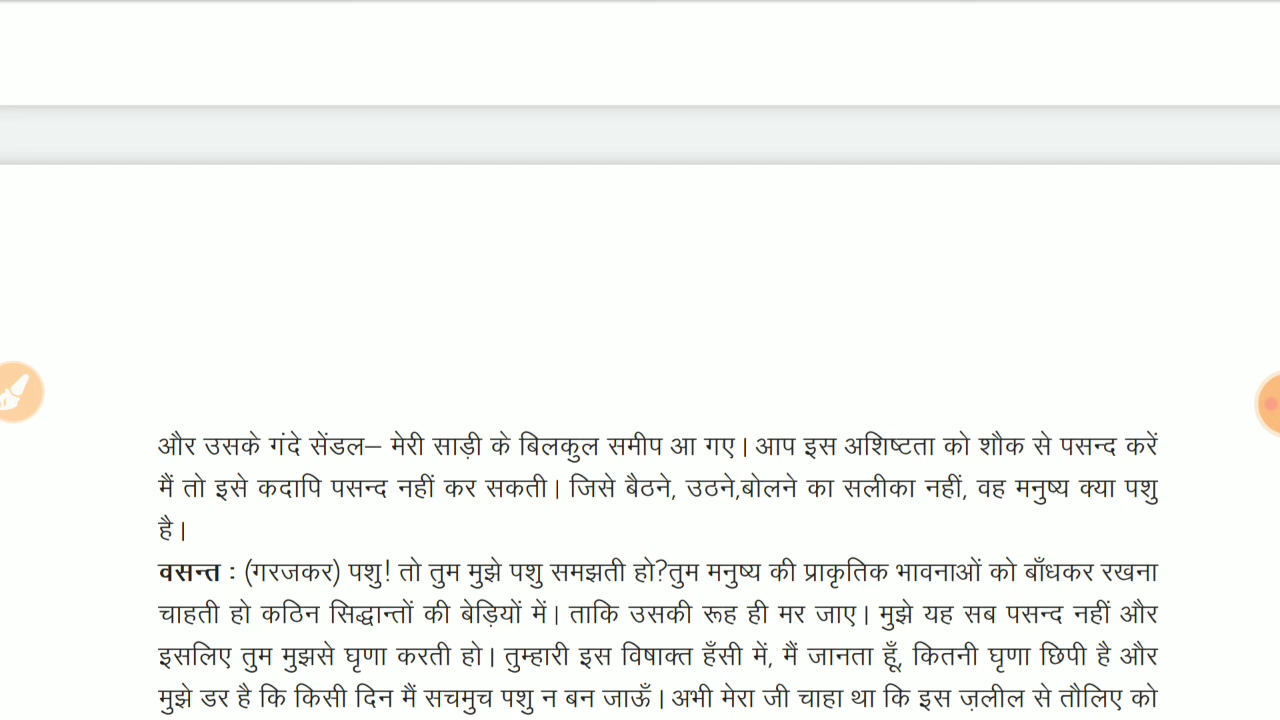 और उसके गंदे सेंडल– मेरी साड़ी के बिलकुल समीप आ गए। आप इस अशिष्टता को शौक से पसन्द करें
मैं तो इसे कदापि पसन्द नहीं कर सकती। जिसे बैठने, उठने,बोलने का सलीका नहीं, वह मनुष्य क्या पशु
है।
वसन्त : (गरजकर) पशु! तो तुम मुझे पशु समझती हो?तुम मनुष्य की प्राकृतिक भावनाओं को बाँधकर रखना
चाहती हो कठिन सिद्धान्तों की बेड़ियों में। ताकि उसकी रूह ही मर जाए। मुझे यह सब पसन्द नहीं और
इसलिए तुम मुझसे घृणा करती हो। तुम्हारी इस विषाक्त हँसी में, मैं जानता हूँ, कितनी घृणा छिपी है और
मुझे डर है कि किसी दिन मैं सचमुच पशु न बन जाऊँ। अभी मेरा जी चाहा था कि इस ज़लील से तौलिए को